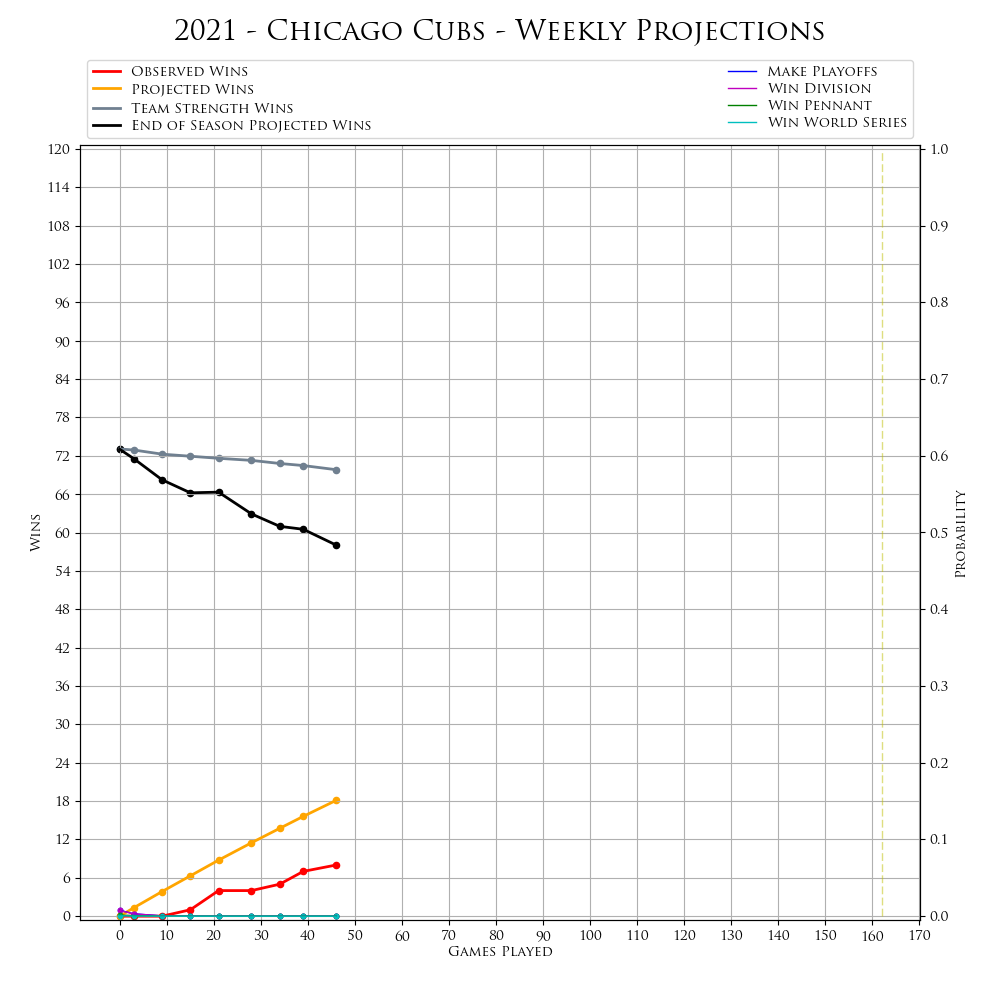 2021 - Chicago Cubs - Weekly Projections
Observed Wins
Projected Wins
Team Strength Wins
End of Season Projected Wins
Make Playoffs
Win Division
Win Pennant
Win World Series
120
114
108
102
96
90
84
78
72
66
60
54
48
42
36
30
24
18
12
6
0
Wins
1.0
0.9
0.8
0.7
0.6
0.5
0.4
0.3
0.2
0.1
0.0
Probability
0 10 20 30 40 50 60 70 80 90 100 110 120 130 140 150 160 170
Games Played